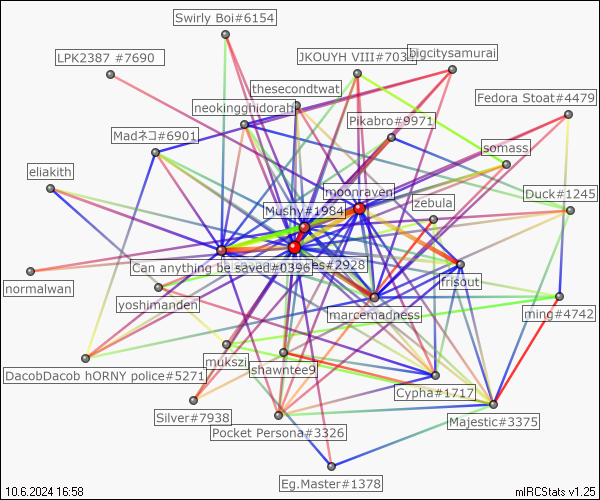 Swirly Boi#6154
LPK2387 #7690
JKOUYH VIII#703
bigcitysamurai
thesecondtwat
Fedora Stoat#4479
neokingghidorah
Pikabro#9971
Madネコ#6901
somass
eliakith
moonraven
Duck#1245
Mushy#1984
zebula
Can anything be saved#0396
es#2928
frisout
normalwan
yoshimanden
marcenadness
ming#4742
mukszi
shawntee9
DacobDacob hORNY police#5271
Cypha#1717
Silver#7938
Majestic#3375
Pocket Persona#3326
Eg.Master#1378
10.6.2024 16:58
mIRCStats v1.25